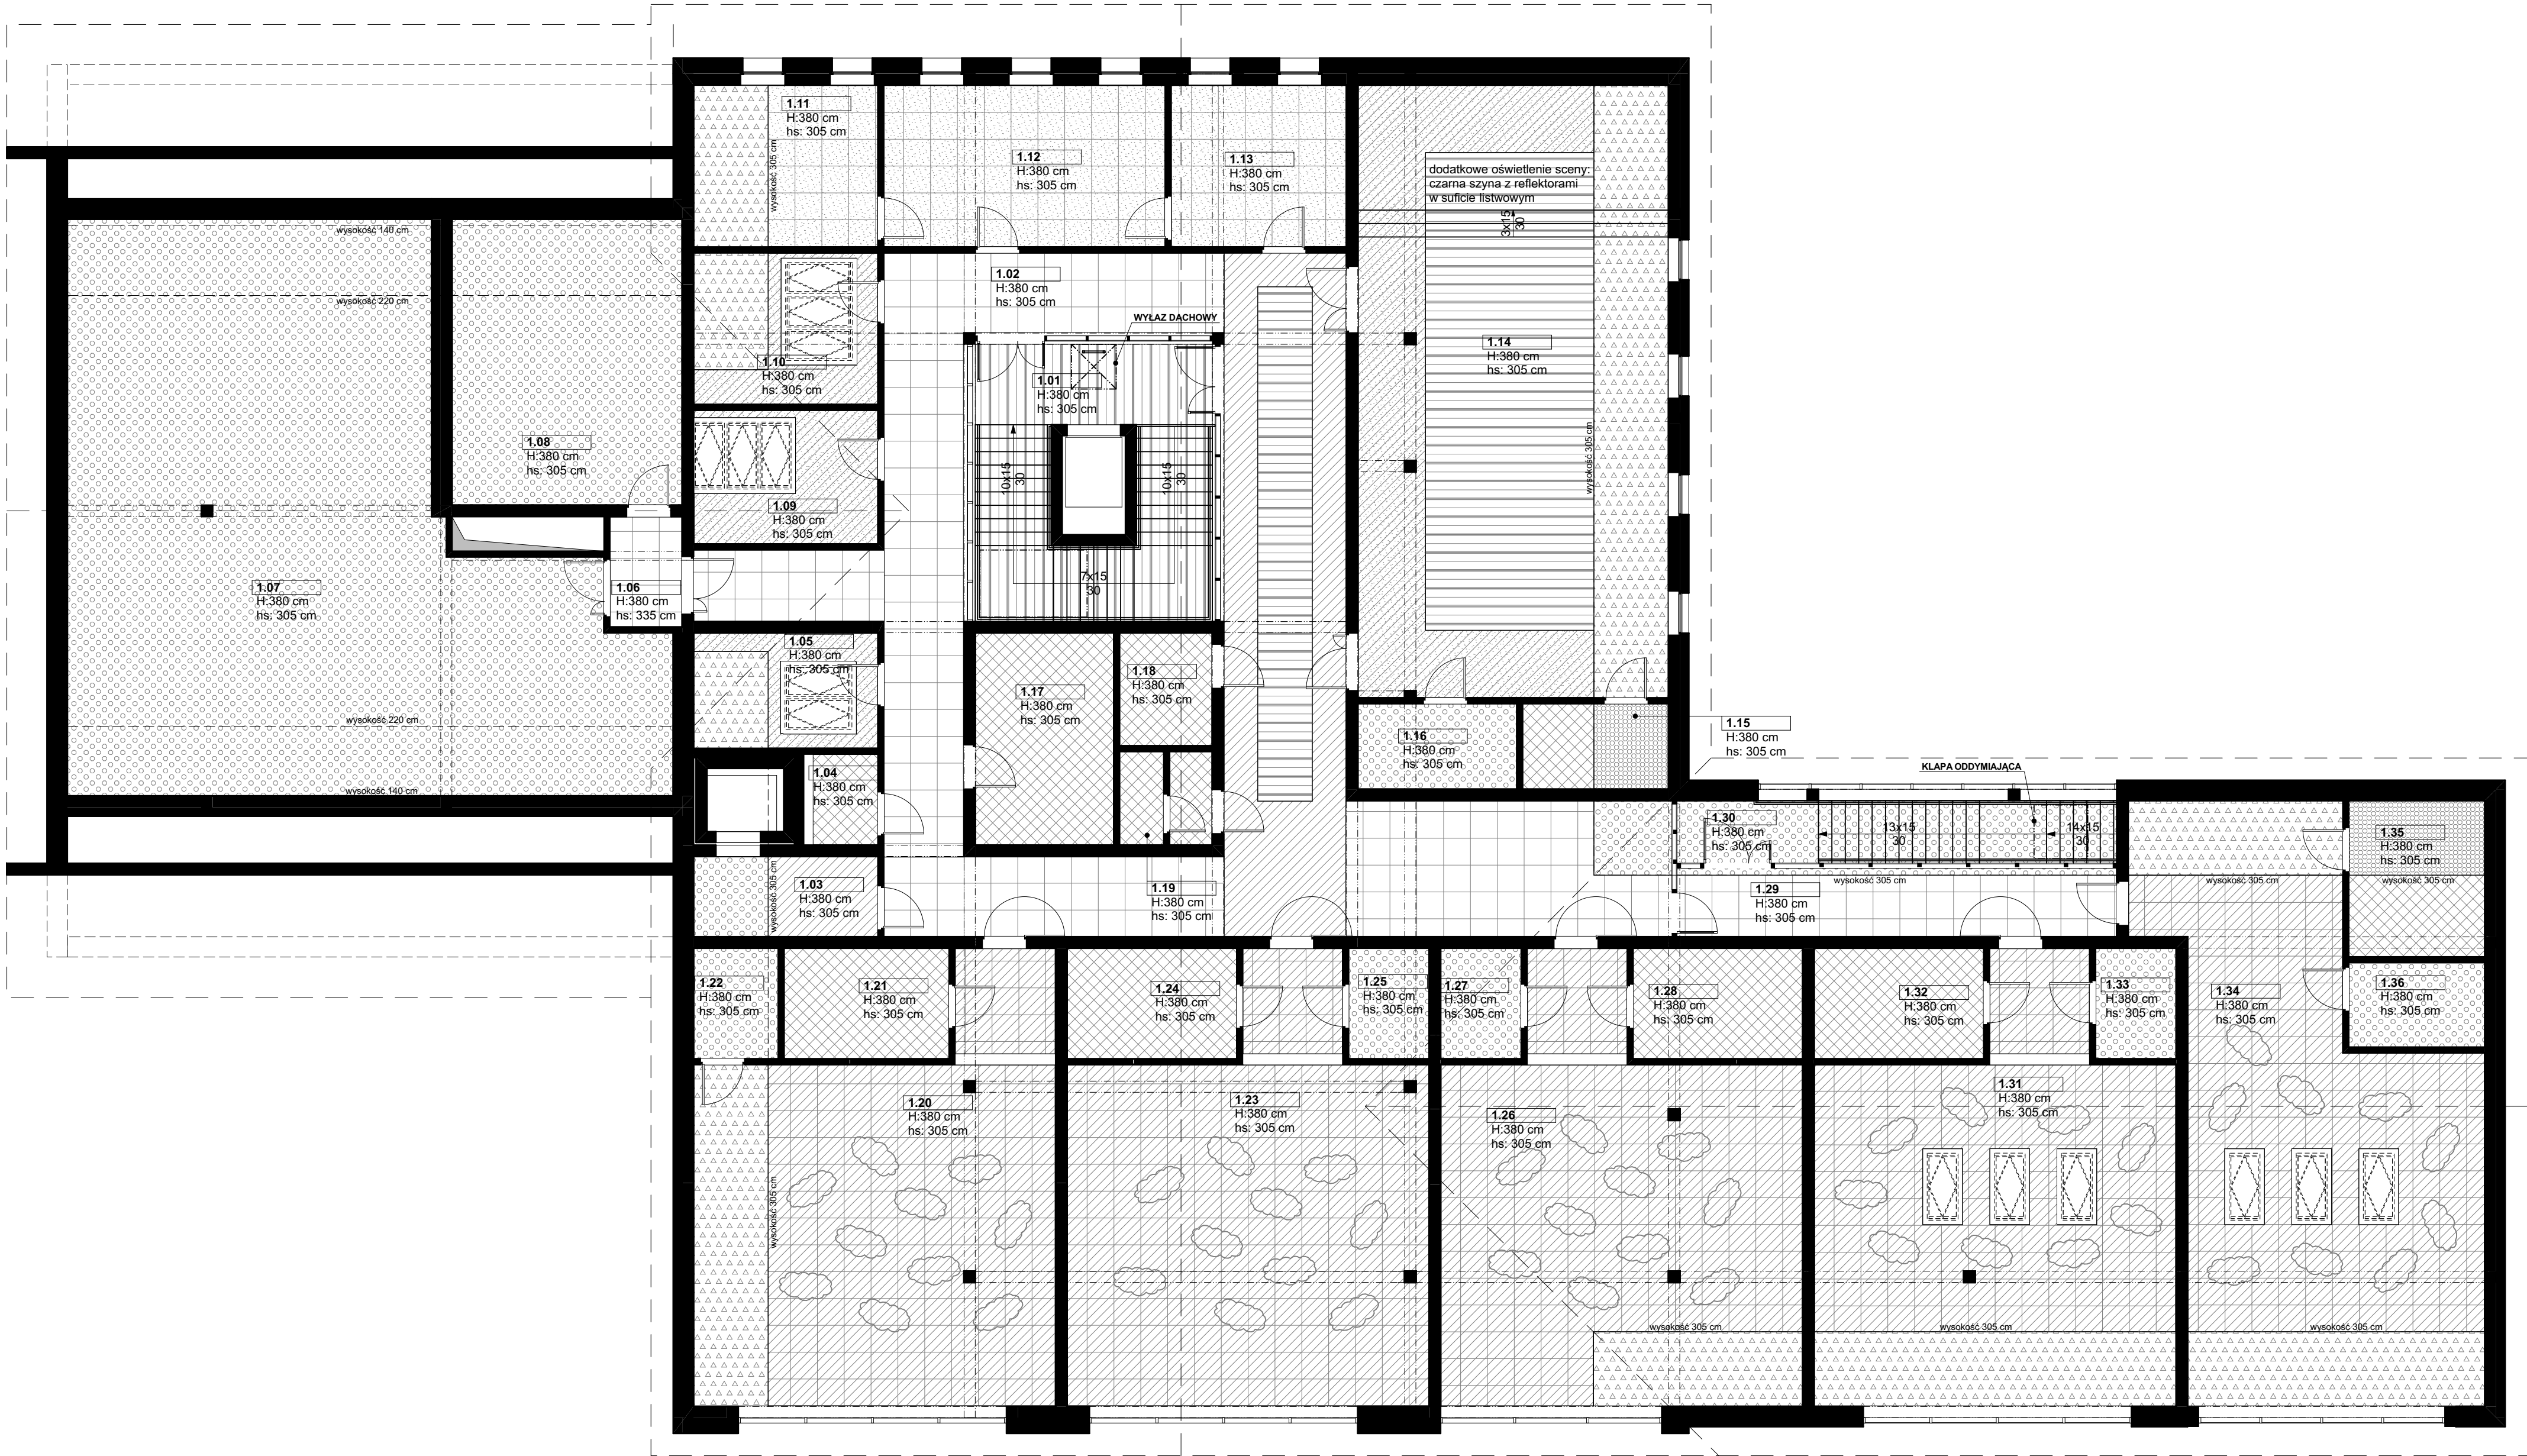 1.11
H:380 cm
hs: 305 cm
wysokość 305 cm
1.12
H:380 cm
hs: 305 cm
1.13
H:380 cm
hs: 305 cm
dodatkowe oświetlenie sceny:
czarna szyna z reflektorami
w suficie listwowym
3x15
30
wysokość 140 cm
wysokość 220 cm
1.02
H:380 cm
hs: 305 cm
WYŁAZ DACHOWY
1.10
H:380 cm
hs: 305 cm
1.01
H:380 cm
hs: 305 cm
1.14
H:380 cm
hs: 305 cm
wysokość 305 cm
1.08
H:380 cm
hs: 305 cm
10x15
30
10x15
30
1.09
H:380 cm
hs: 305 cm
7x15
30
1.07
H:380 cm
hs: 305 cm
1.06
H:380 cm
hs: 335 cm
1.05
H:380 cm
hs: 305 cm
1.17
H:380 cm
hs: 305 cm
1.18
H:380 cm
hs: 305 cm
wysokość 220 cm
wysokość 140 cm
1.16
H:380 cm
hs: 305 cm
1.15
H:380 cm
hs: 305 cm
1.04
H:380 cm
hs: 305 cm
KLAPA ODDYMIAJĄCA
1.30
H:380 cm
hs: 305 cm
13x15
30
14x15
30
1.35
H:380 cm
hs: 305 cm
1.03
H:380 cm
hs: 305 cm
wysokość 305 cm
1.19
H:380 cm
hs: 305 cm
wysokość 305 cm
1.29
H:380 cm
hs: 305 cm
wysokość 305 cm
wysokość 305 cm
1.22
H:380 cm
hs: 305 cm
1.21
H:380 cm
hs: 305 cm
1.24
H:380 cm
hs: 305 cm
1.25
H:380 cm
hs: 305 cm
1.27
H:380 cm
hs: 305 cm
1.28
H:380 cm
hs: 305 cm
1.32
H:380 cm
hs: 305 cm
1.33
H:380 cm
hs: 305 cm
1.34
H:380 cm
hs: 305 cm
1.36
H:380 cm
hs: 305 cm
1.20
H:380 cm
hs: 305 cm
wysokość 305 cm
1.23
H:380 cm
hs: 305 cm
1.26
H:380 cm
hs: 305 cm
1.31
H:380 cm
hs: 305 cm
wysokość 305 cm
wysokość 305 cm
wysokość 305 cm